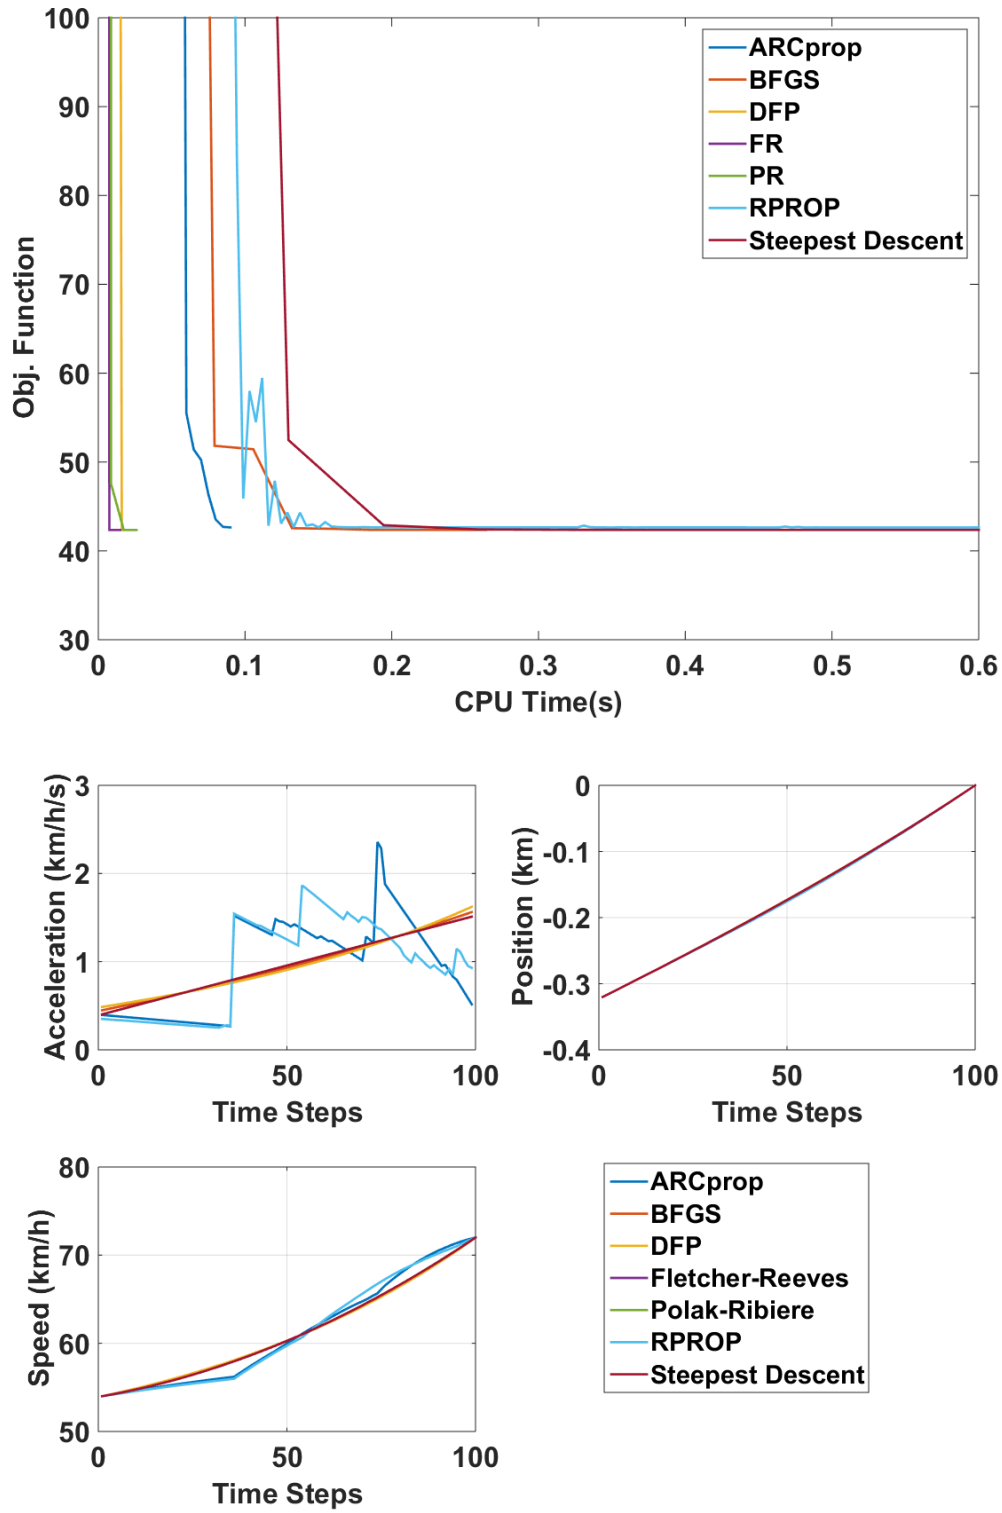 100
90
80
70
60
50
40
30
Obj. Function
0
0.1
0.2
0.3
0.4
0.5
0.6
CPU Time(s)
ARCprop
BFGS
DFP
FR
PR
RPROP
Steepest Descent
3
2
1
0
Acceleration (km/h/s)
0
50
100
Time Steps
0
-0.1
-0.2
-0.3
-0.4
Position (km)
0
50
100
Time Steps
80
70
60
50
Speed (km/h)
0
50
100
Time Steps
ARCprop
BFGS
DFP
Fletcher-Reeves
Polak-Ribiere
RPROP
Steepest Descent